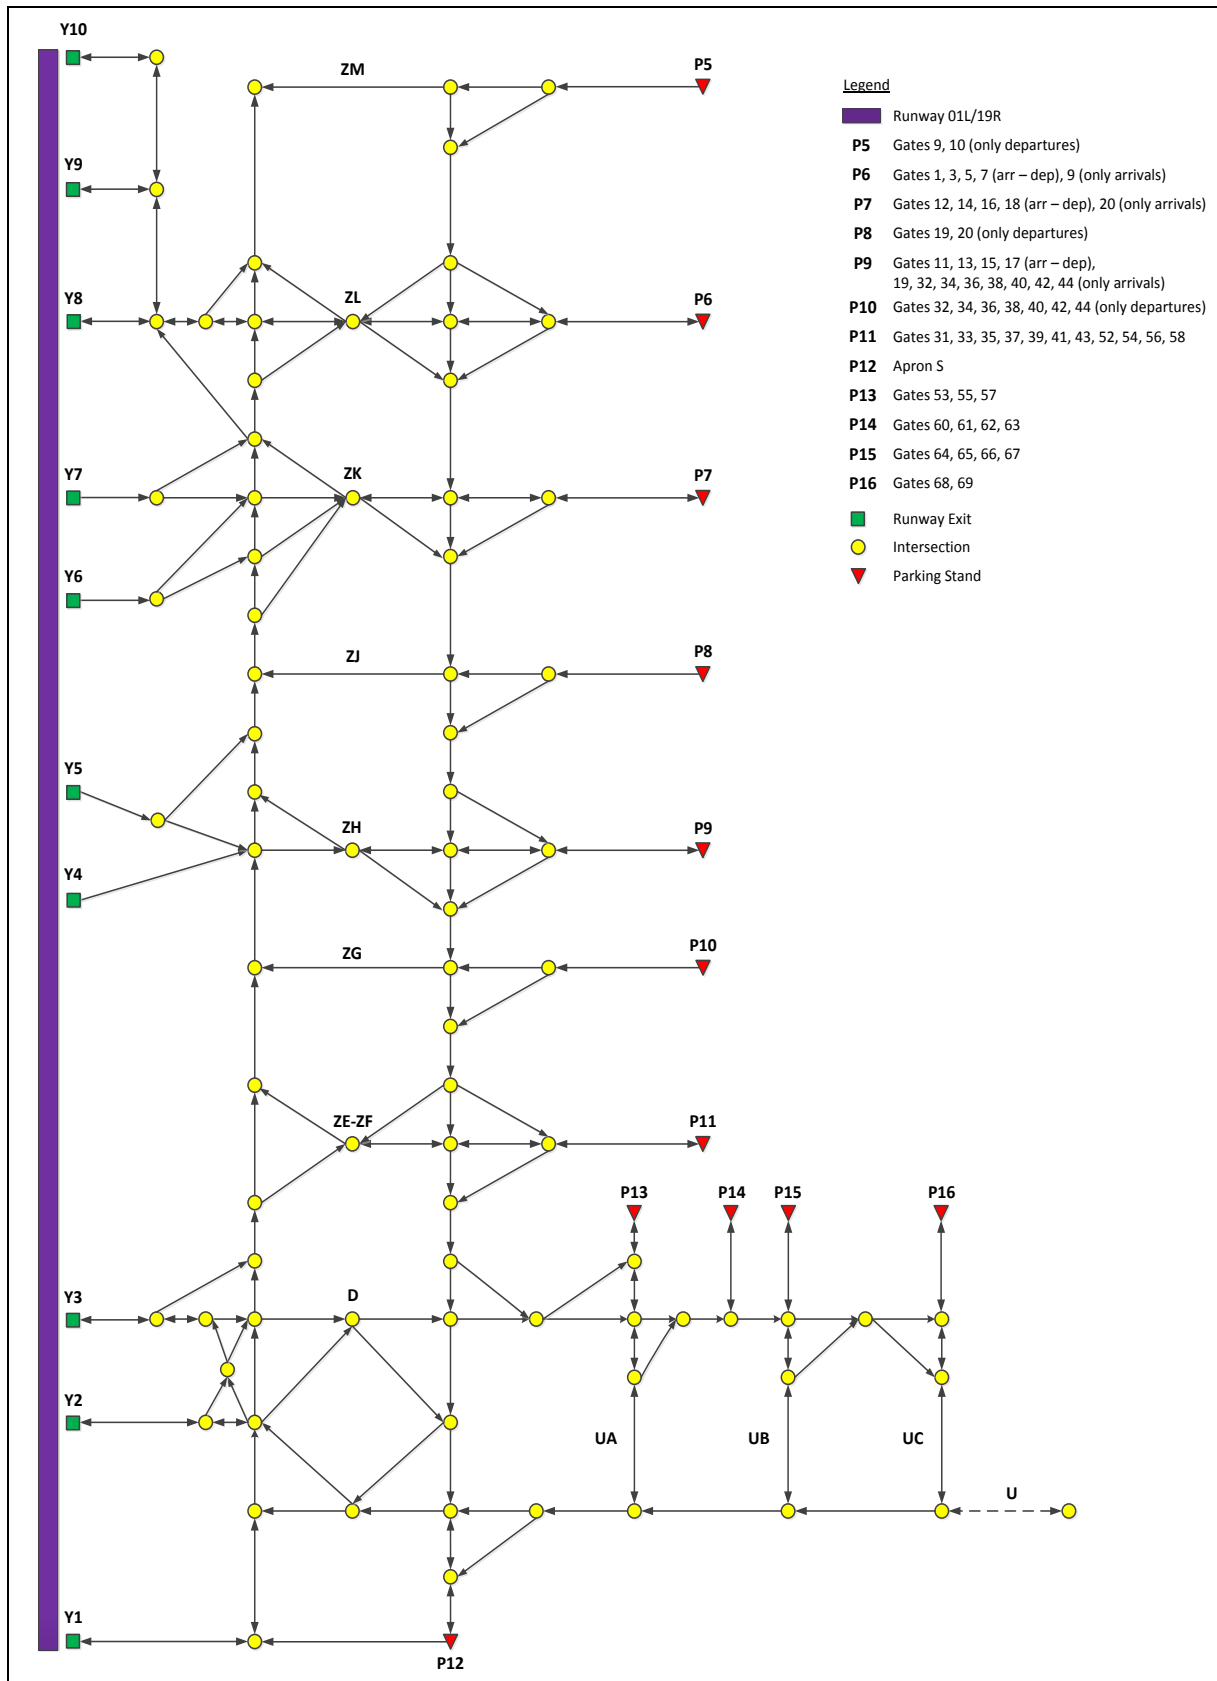 Y10
ZM
P5
Legend
Runway 01L/19R
P5 Gates 9, 10 (only departures)
Y9
P6 Gates 1, 3, 5, 7 (arr – dep), 9 (only arrivals)
P7 Gates 12, 14, 16, 18 (arr – dep), 20 (only arrivals)
P8 Gates 19, 20 (only departures)
P9 Gates 11, 13, 15, 17 (arr – dep),
19, 32, 34, 36, 38, 40, 42, 44 (only arrivals)
Y8
ZL
P6
P10 Gates 32, 34, 36, 38, 40, 42, 44 (only departures)
P11 Gates 31, 33, 35, 37, 39, 41, 43, 52, 54, 56, 58
P12 Apron S
P13 Gates 53, 55, 57
P14 Gates 60, 61, 62, 63
P15 Gates 64, 65, 66, 67
P16 Gates 68, 69
Runway Exit
Intersection
Parking Stand
Y7
ZK
P7
Y6
ZJ
P8
Y5
ZH
P9
Y4
ZG
P10
ZE-ZF
P11
P13
P14
P15
P16
Y3
D
Y2
UA
UB
UC
U
Y1
P12